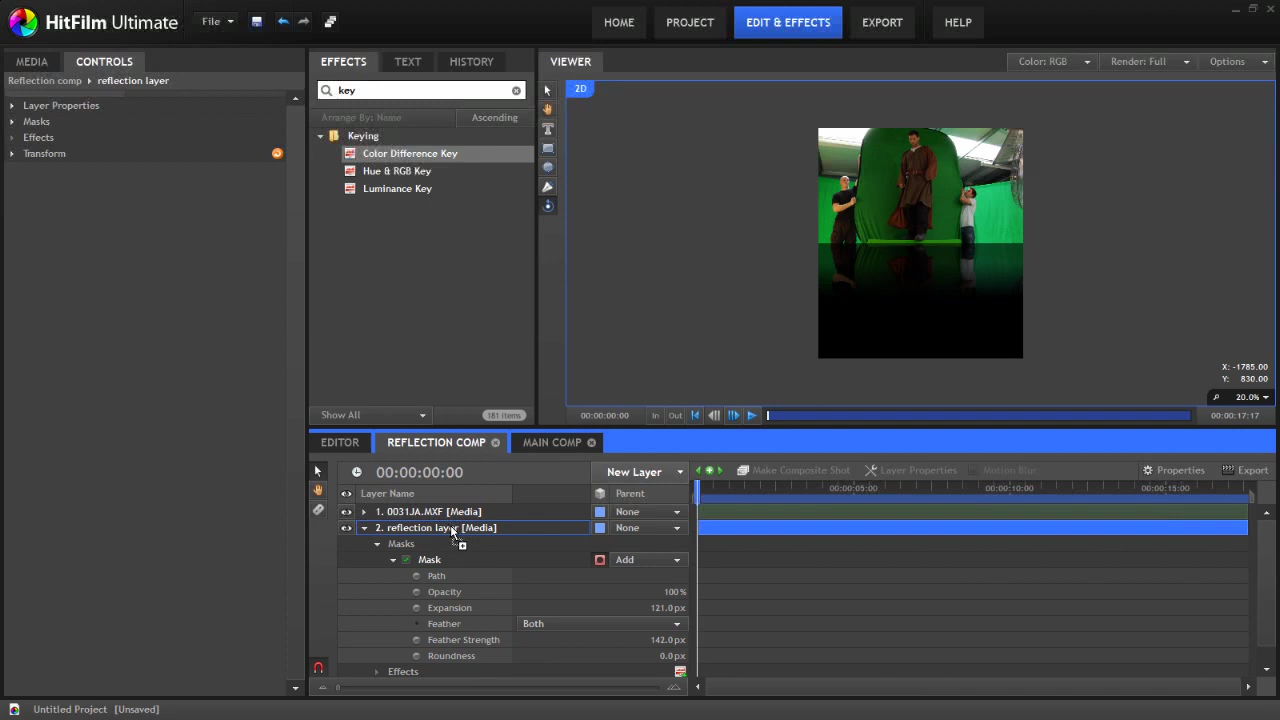 HitFilm Ultimate
File
HOME
PROJECT
EDIT & EFFECTS
EXPORT
HELP
MEDIA
CONTROLS
Reflection comp
reflection layer
Layer Properties
Masks
Effects
Transform
EFFECTS
TEXT
HISTORY
key
Arrange By: Name
Ascending
Keying
Color Difference Key
Hue & RGB Key
Luminance Key
Show All
181 items
VIEWER
Color: RGB
Render: Full
Options
2D
X: -1785.00
Y: 830.00
20.0%
00:00:00:00
In
Out
00:00:17:17
EDITOR
REFLECTION COMP
MAIN COMP
00:00:00:00
New Layer
Make Composite Shot
Layer Properties
Motion Blur
Properties
Export
Layer Name
Parent
00:00:05:00
00:00:10:00
00:00:15:00
1. 0031JA.MXF [Media]
None
2. reflection layer [Media]
None
Masks
Mask
Add
Path
Opacity
100 %
Expansion
121.0 px
Feather
Both
Feather Strength
142.0 px
Roundness
0.0 px
Effects
Untitled Project
[Unsaved]